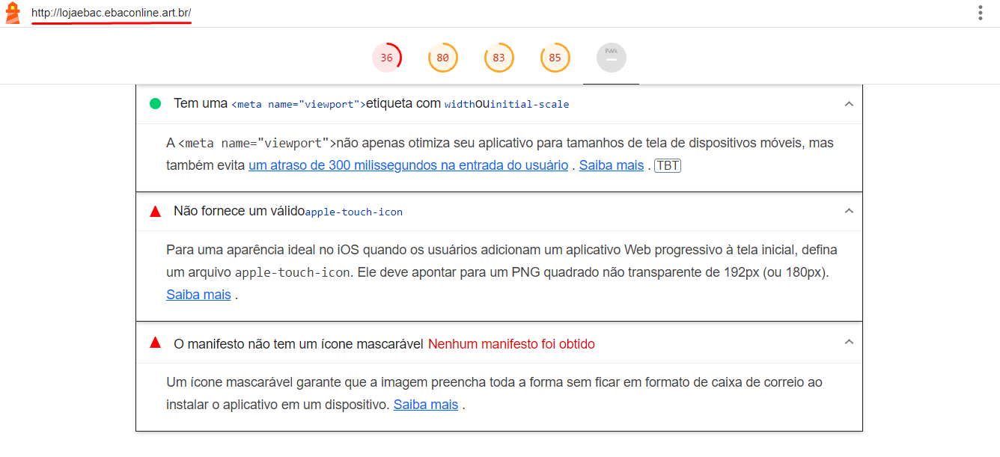 http://lojaebac.ebaconline.art.br/
36 80 83 85 PWA
Tem uma <meta name="viewport">etiqueta com widthouinitial-scale
A <meta name="viewport">não apenas otimiza seu aplicativo para tamanhos de tela de dispositivos móveis, mas
também evita um atraso de 300 milissegundos na entrada do usuário . Saiba mais . TBT
Não fornece um válidoapple-touch-icon
Para uma aparência ideal no iOS quando os usuários adicionam um aplicativo Web progressivo à tela inicial, defina
um arquivo apple-touch-icon. Ele deve apontar para um PNG quadrado não transparente de 192px (ou 180px).
Saiba mais .
O manifesto não tem um ícone mascarável Nenhum manifesto foi obtido
Um ícone mascarável garante que a imagem preencha toda a forma sem ficar em formato de caixa de correio ao
instalar o aplicativo em um dispositivo. Saiba mais .